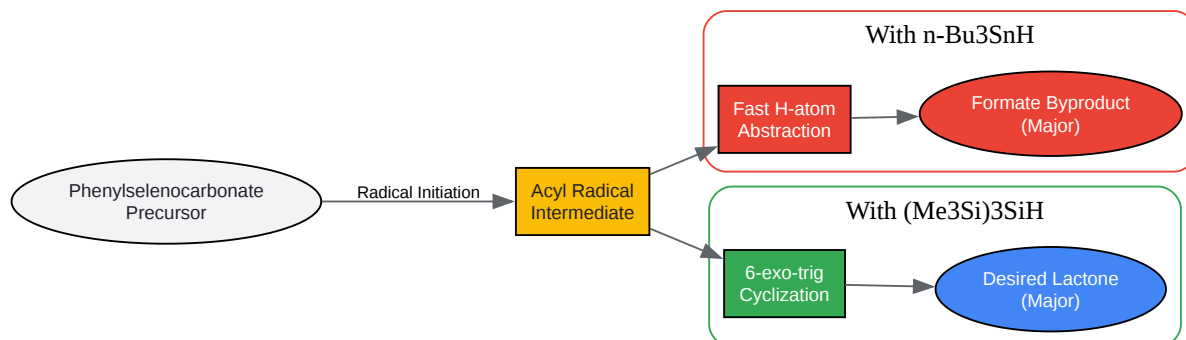 With n-Bu3SnH
Fast H-atom
Abstraction
Formate Byproduct
(Major)
Phenylselenocarbonate
Precursor
Radical Initiation
Acyl Radical
Intermediate
With (Me3Si)3SiH
6-exo-trig
Cyclization
Desired Lactone
(Major)